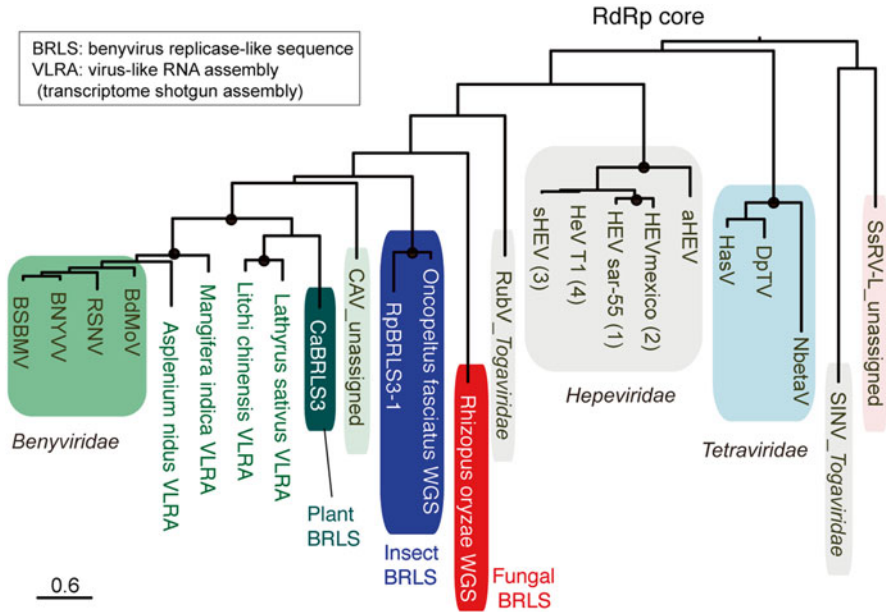 RdRp core
BRLS: benyvirus replicase-like sequence
VLRA: virus-like RNA assembly
(transcriptome shotgun assembly)
BSBMV
BNYVV
RSNV
BdMoV
Benyviridae
Asplenium nidus VLRA
Mangifera indica VLRA
Litchi chinensis VLRA
Lathyrus sativus VLRA
CaBRLS3
Plant
BRLS
CAV_unassigned
RpBRLS3-1
Oncopeltus fasciatus WGS
Insect
BRLS
Rhizopus oryzae WGS
Fungal
BRLS
RubV_Togaviridae
sHEV (3)
HeV T1 (4)
HEV sar-55 (1)
HEVmexico (2)
aHEV
Hepeviridae
HasV
DpTV
NbetaV
Tetraviridae
SINV_Togaviridae
SsRV-L_unassigned
0.6